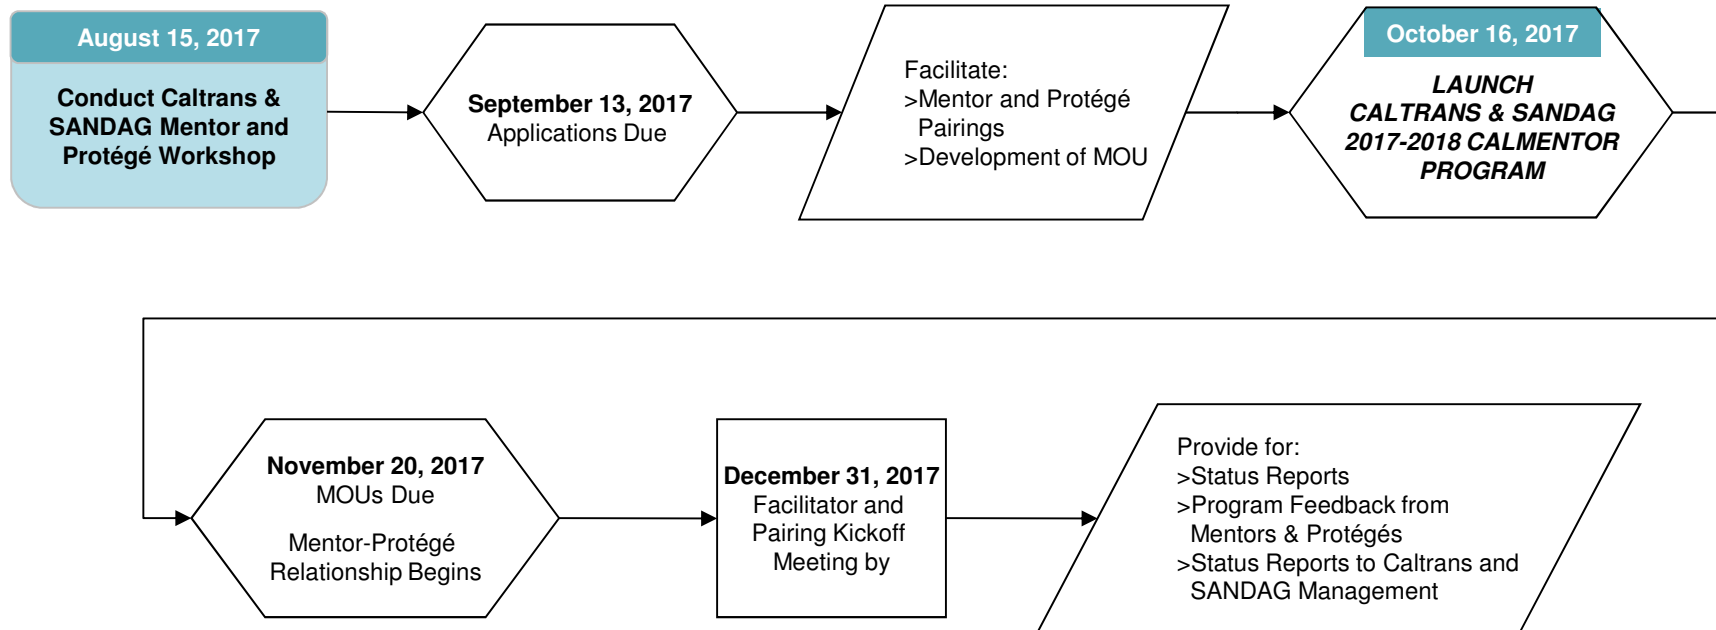 August 15, 2017
Conduct Caltrans &
SANDAG Mentor and
Protégé Workshop
September 13, 2017
Applications Due
Facilitate:
>Mentor and Protégé
Pairings
>Development of MOU
October 16, 2017
LAUNCH
CALTRANS & SANDAG
2017-2018 CALMENTOR
PROGRAM
November 20, 2017
MOUs Due
Mentor-Protégé
Relationship Begins
December 31, 2017
Facilitator and
Pairing Kickoff
Meeting by
Provide for:
>Status Reports
>Program Feedback from
Mentors & Protégés
>Status Reports to Caltrans and
SANDAG Management